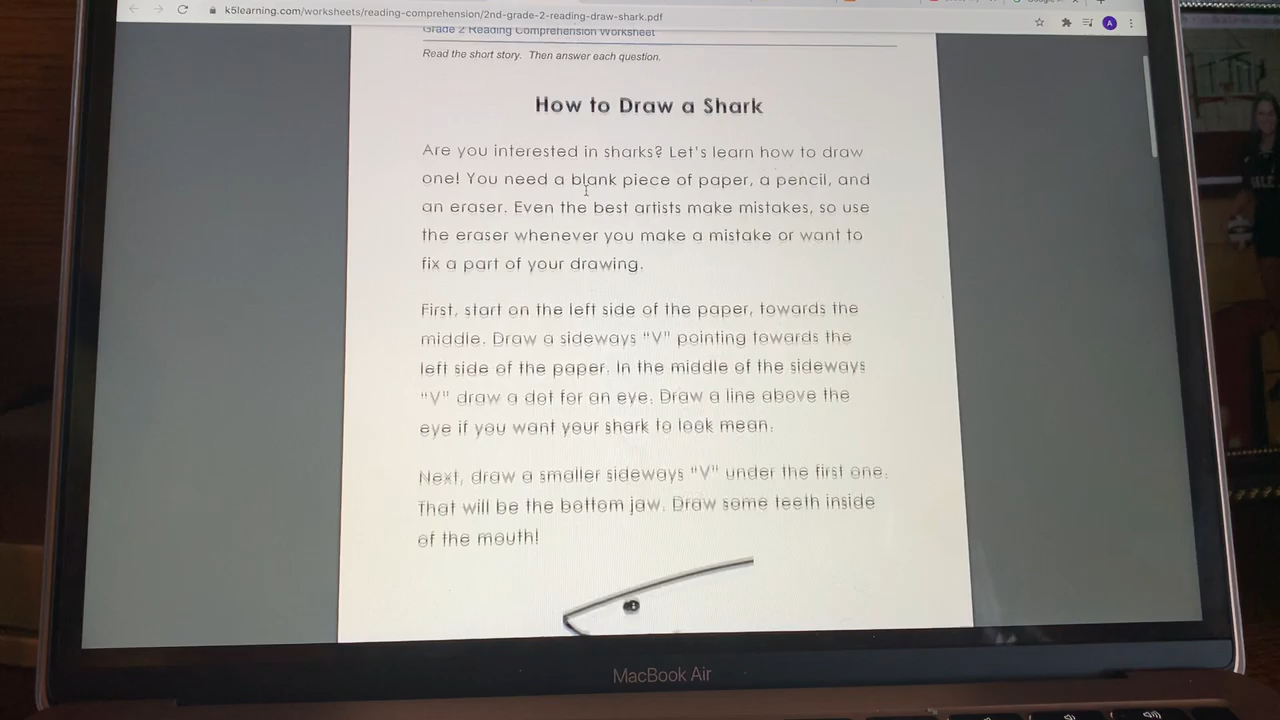 k5learning.com/worksheets/reading-comprehension/2nd-grade-2-reading-draw-shark.pdf
A
Grade 2 Reading Comprehension Worksheet
Read the short story. Then answer each question.
How to Draw a Shark
Are you interested in sharks? Let's learn how to draw
one! You need a blank piece of paper, a pencil, and
an eraser. Even the best artists make mistakes, so use
the eraser whenever you make a mistake or want to
fix a part of your drawing.
First, start on the left side of the paper, towards the
middle. Draw a sideways "V" pointing towards the
left side of the paper. In the middle of the sideways
"V" draw a dot for an eye. Draw a line above the
eye if you want your shark to look mean.
Next, draw a smaller sideways "V" under the first one.
That will be the bottom jaw. Draw some teeth inside
of the mouth!
MacBook Air